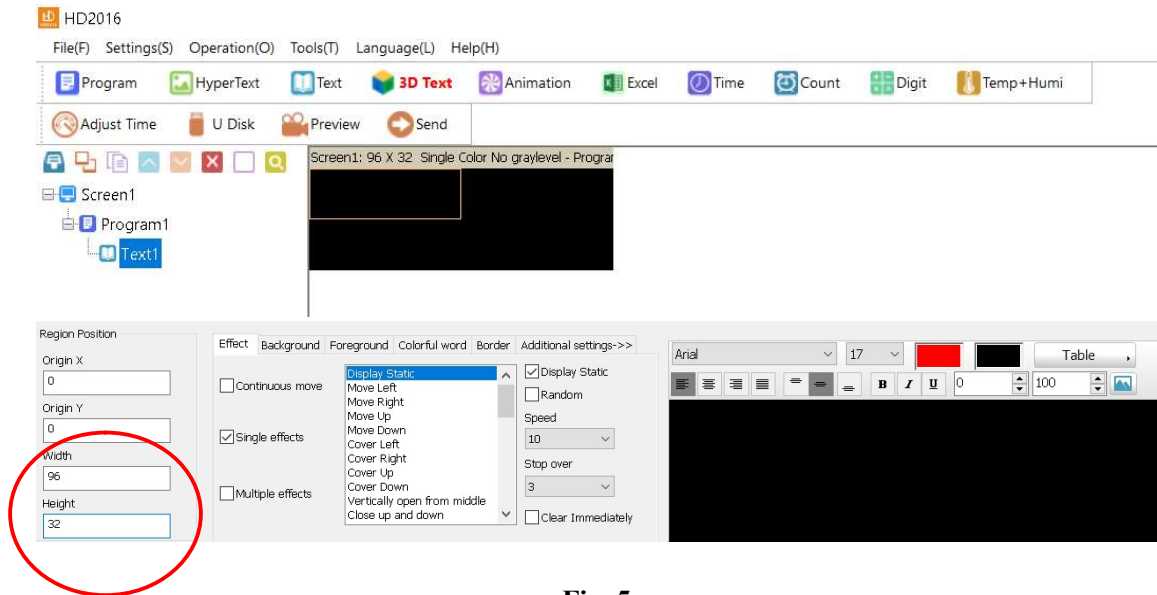 HD2016
File(F) Settings(S) Operation(O) Tools(T) Language(L) Help(H)
Program HyperText Text 3D Text Animation Excel Time Count Digit Temp+Humi
Adjust Time U Disk Preview Send
Screen1: 96 X 32 Single Color No graylevel - Progran
Screen1
Program1
Text1
Region Position
Origin X
0
Origin Y
0
Width
96
Height
32
Effect Background Foreground Colorful word Border Additional settings->>
Continuous move
Single effects
Multiple effects
Display Static
Move Left
Move Right
Move Up
Move Down
Cover Left
Cover Right
Cover Up
Cover Down
Vertically open from middle
Close up and down
Display Static
Random
Speed
10
Stop over
3
Clear Immediately
Arial 17 Table
B I U 0 100